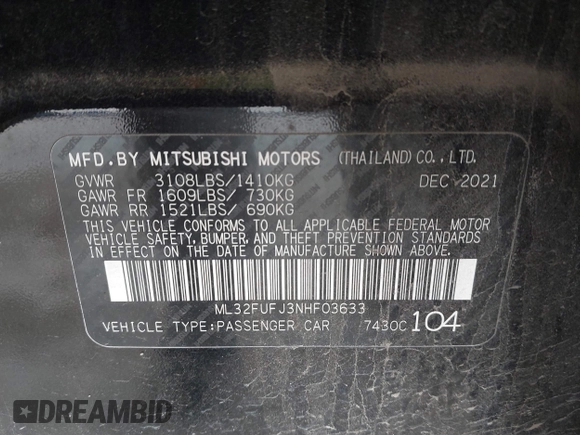 MFD. BY MITSUBISHI MOTORS (THAILAND) CO., LTD.
GVWR 3108LBS/1410KG DEC 2021
GAWR FR 1609LBS/ 730KG
GAWR RR 1521LBS/ 690KG
THIS VEHICLE CONFORMS TO ALL APPLICABLE FEDERAL MOTOR
VEHICLE SAFETY, BUMPER, AND THEFT PREVENTION STANDARDS
IN EFFECT ON THE DATE OF MANUFACTURE SHOWN ABOVE.
ML32FUFJ3NHF03633
VEHICLE TYPE:PASSENGER CAR 7430C 104
DREAMBID